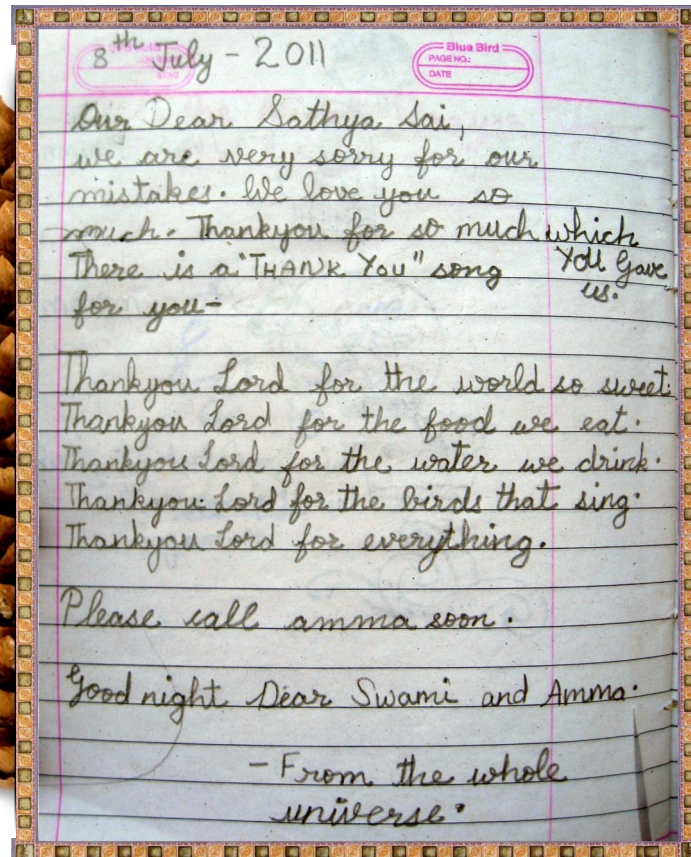 8th July - 2011
Blue Bird
PAGE NO.:
DATE
Our Dear Sathya Sai,
we are very sorry for our
mistakes. We love you so
much. Thankyou for so much which
You Gave
us.
There is a "THANK YOU" song
for you-
Thankyou Lord for the world so sweet.
Thankyou Lord for the food we eat.
Thankyou Lord for the water we drink.
Thankyou Lord for the birds that sing.
Thankyou Lord for everything.
Please call amma soon.
Good night Dear Swami and Amma.
- From the whole
universe.